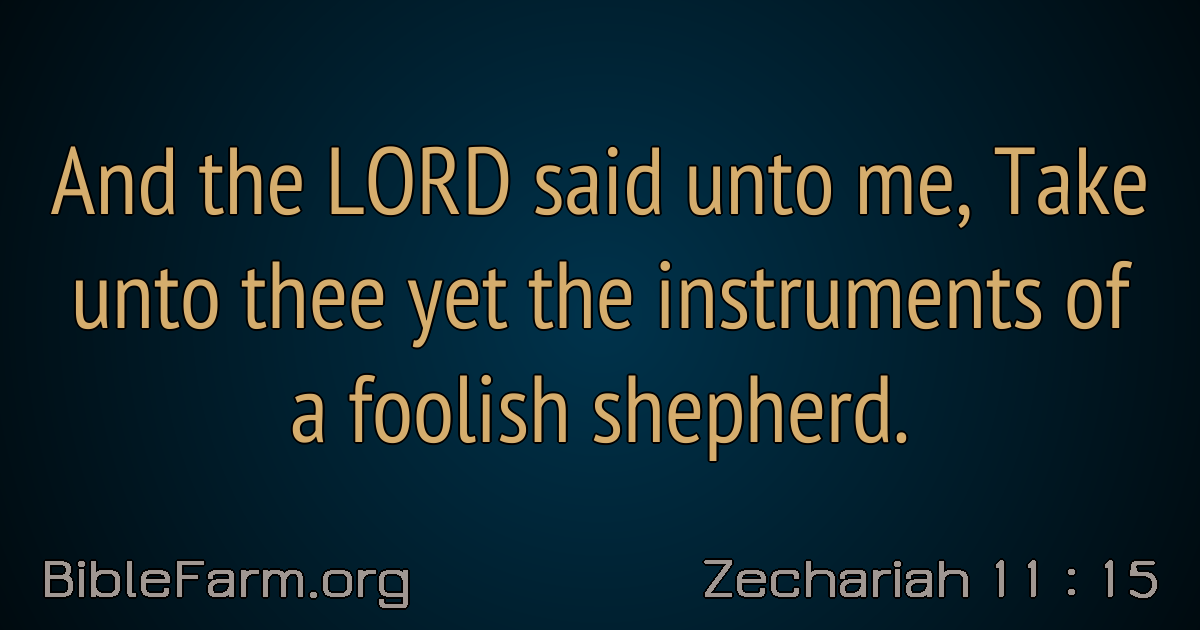 And the LORD said unto me, Take
unto thee yet the instruments of
a foolish shepherd.
BibleFarm.org
Zechariah 11 : 15